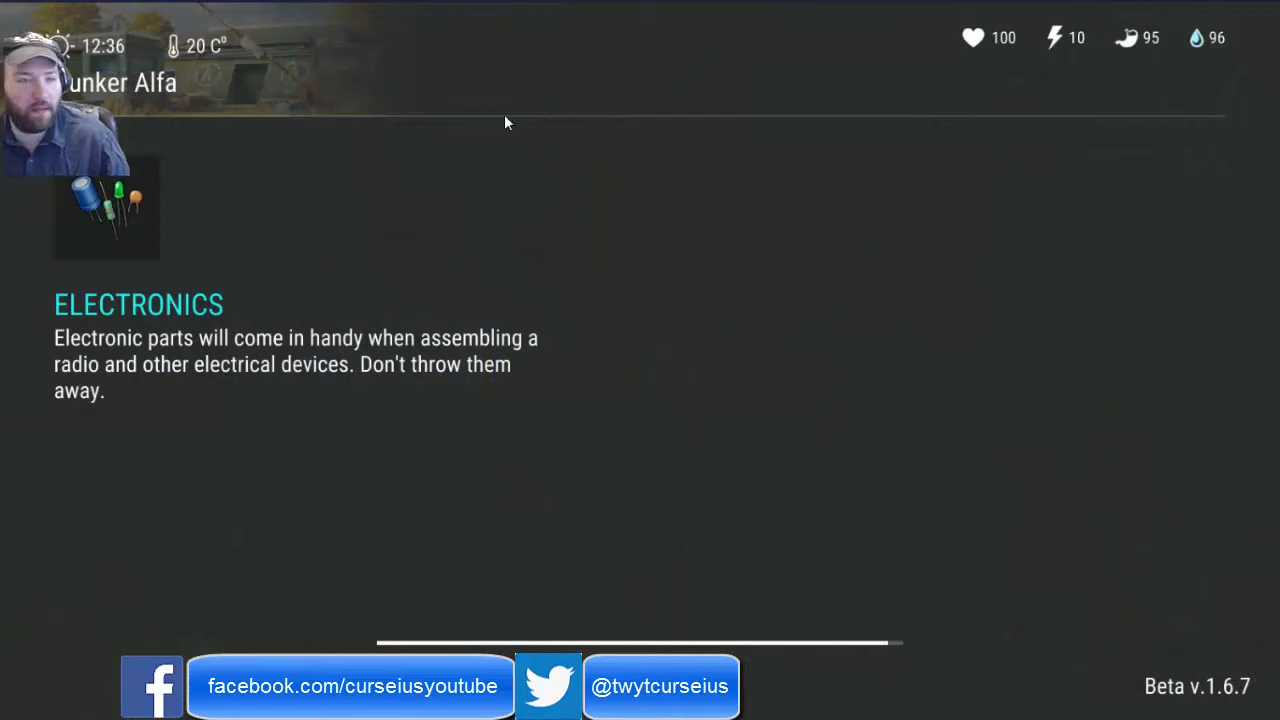 12:36 20 C° 100 10 95 96
unker Alfa
ELECTRONICS
Electronic parts will come in handy when assembling a
radio and other electrical devices. Don't throw them
away.
facebook.com/curseiusyoutube @twytcurseius
Beta v.1.6.7